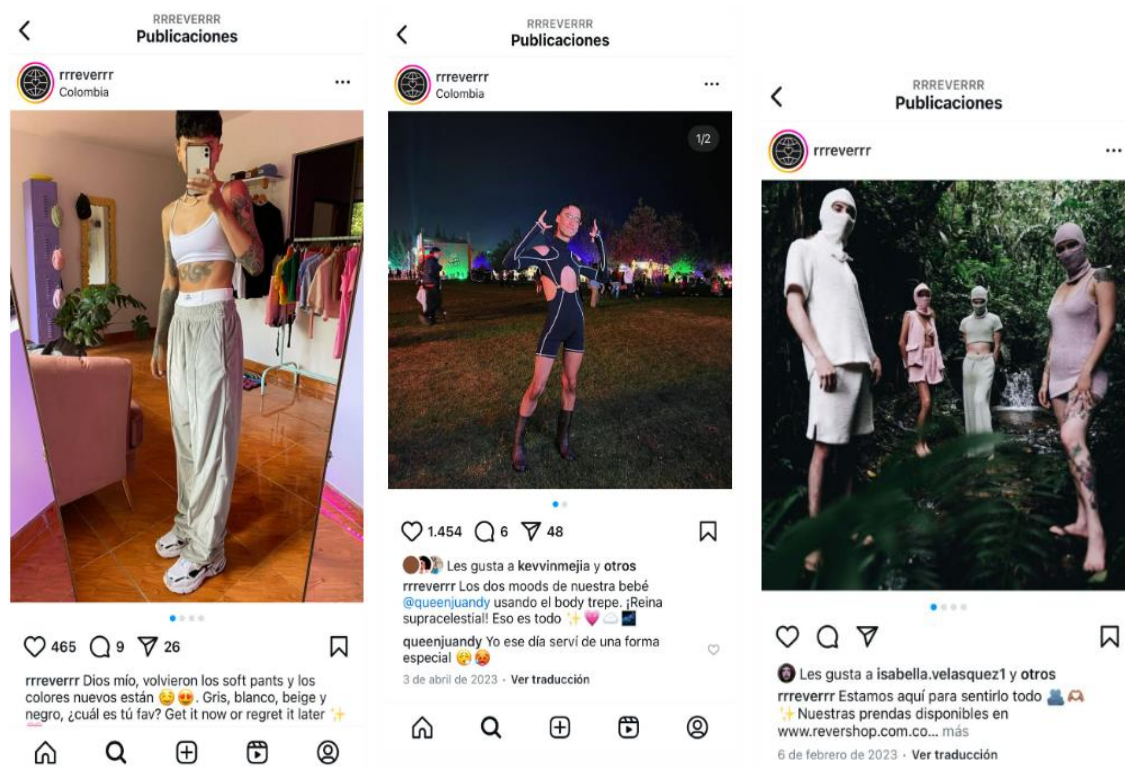 RRREVERRR
Publicaciones
rrreverrr
Colombia
465 9 26
rrreverrr Dios mío, volvieron los soft pants y los
colores nuevos están 🤤😍. Gris, blanco, beige y
negro, ¿cuál es tú fav? Get it now or regret it later ✨
RRREVERRR
Publicaciones
rrreverrr
Colombia
1/2
1.454 6 48
Les gusta a kevvinmejia y otros
rrreverrr Los dos moods de nuestra bebé
@queenjuandy usando el body trepe. ¡Reina
supracelestial! Eso es todo ✨💗☁️🌌
queenjuandy Yo ese día serví de una forma
especial 😮‍💨🥵
3 de abril de 2023 · Ver traducción
RRREVERRR
Publicaciones
rrreverrr
Les gusta a isabella.velasquez1 y otros
rrreverrr Estamos aquí para sentirlo todo 🫂🫶🏽
✨ Nuestras prendas disponibles en
www.revershop.com.co... más
6 de febrero de 2023 · Ver traducción